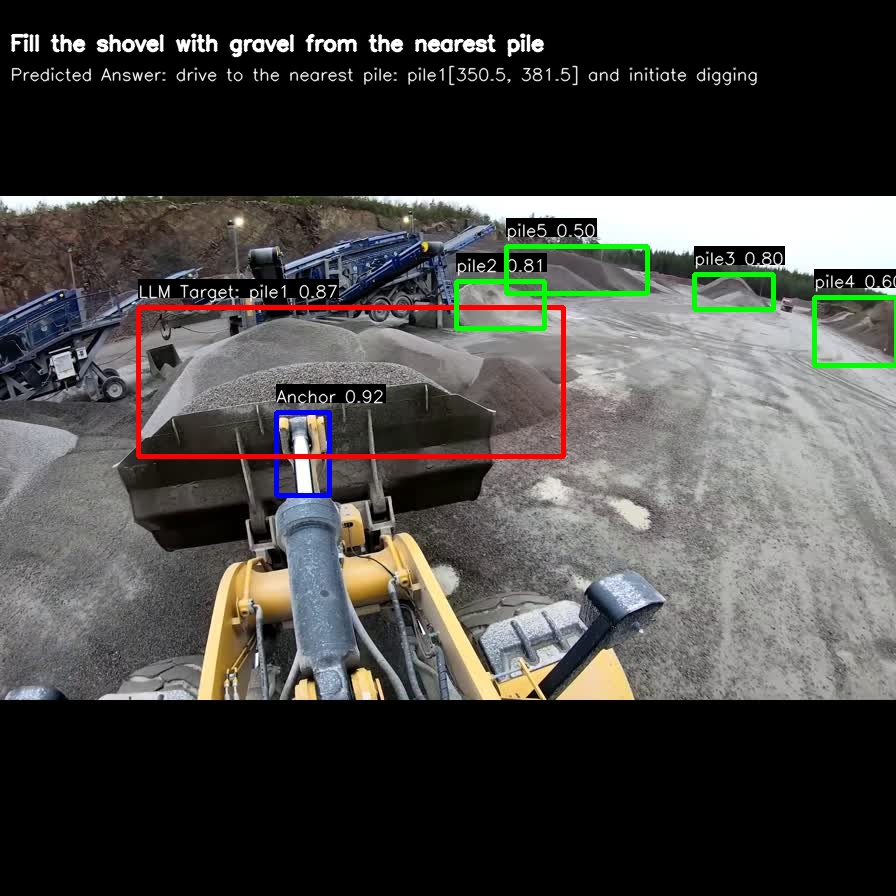 Fill the shovel with gravel from the nearest pile
Predicted Answer: drive to the nearest pile: pile1[350.5, 381.5] and initiate digging
pile5 0.50
pile2 0.81
pile3 0.80
pile4 0.60
LLM Target: pile1 0.87
Anchor 0.92